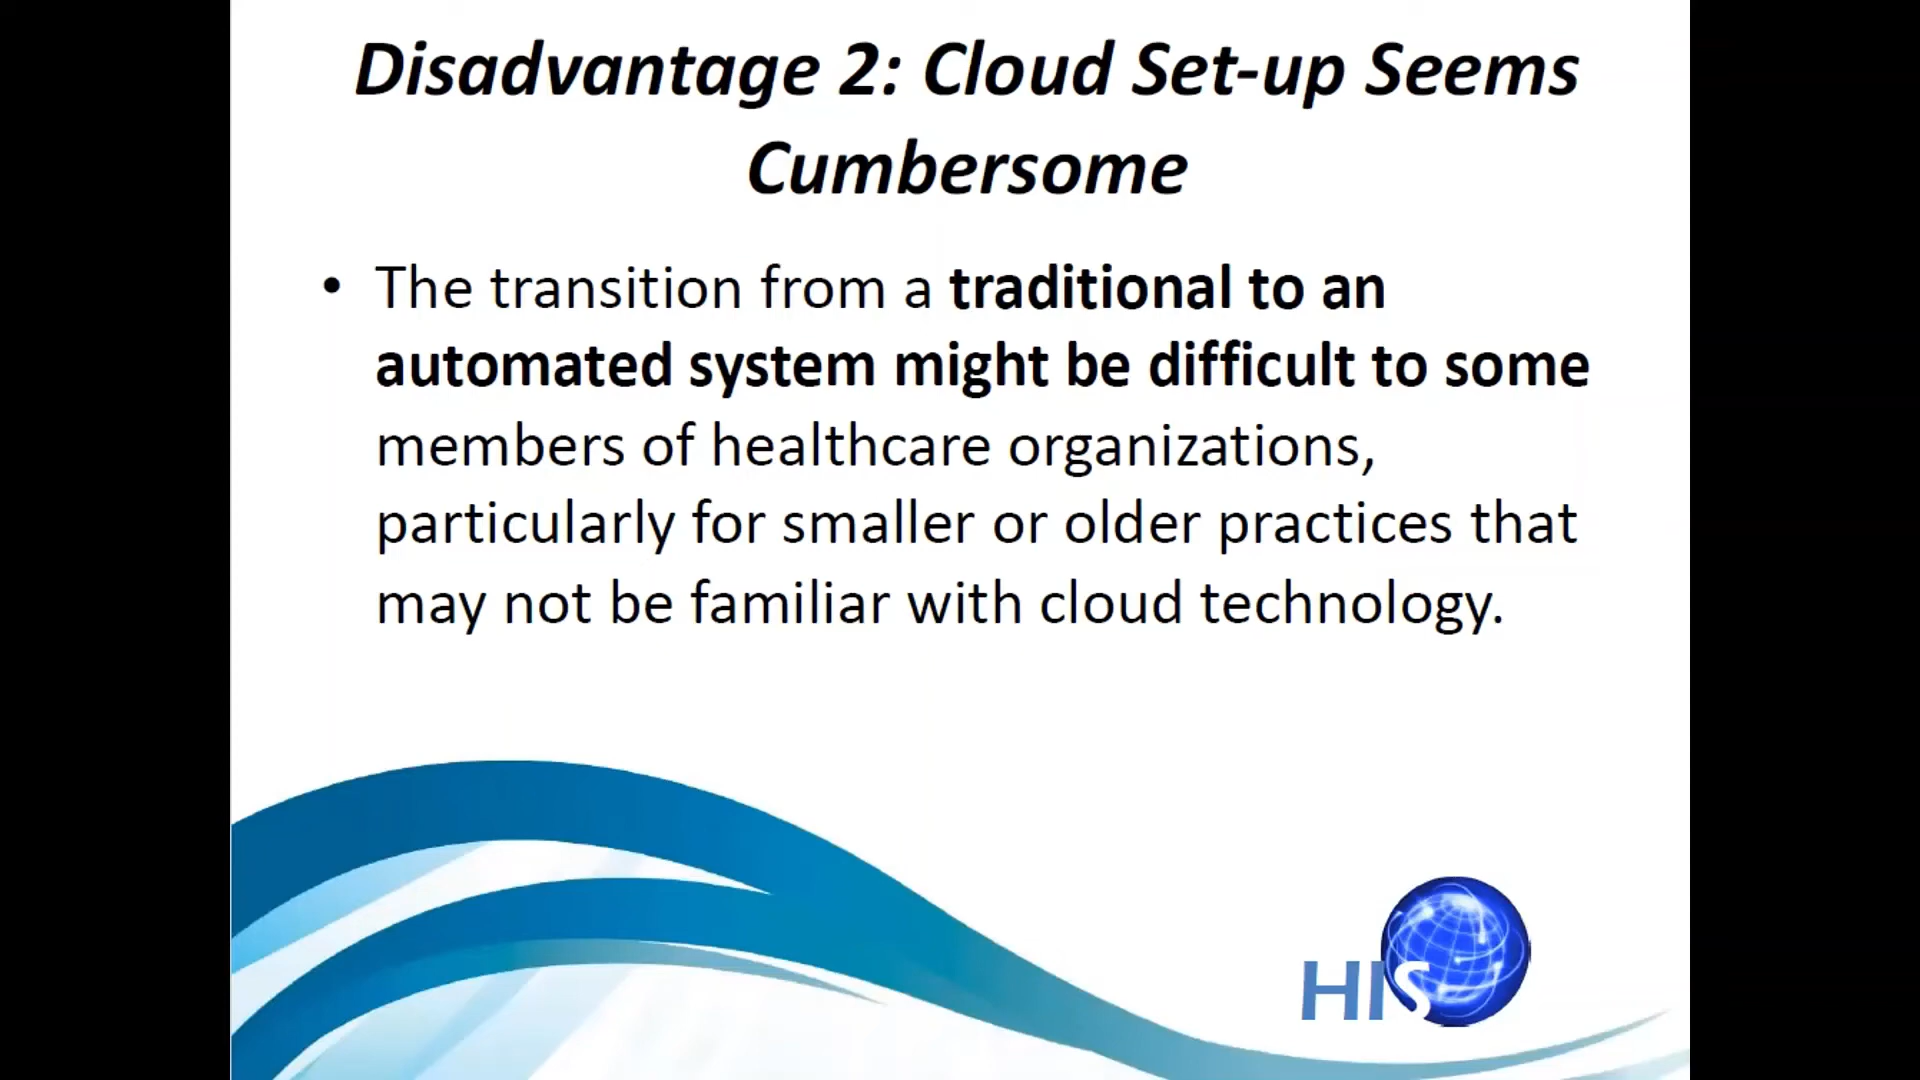 Disadvantage 2: Cloud Set-up Seems
Cumbersome
• The transition from a traditional to an
automated system might be difficult to some
members of healthcare organizations,
particularly for smaller or older practices that
may not be familiar with cloud technology.
HIS